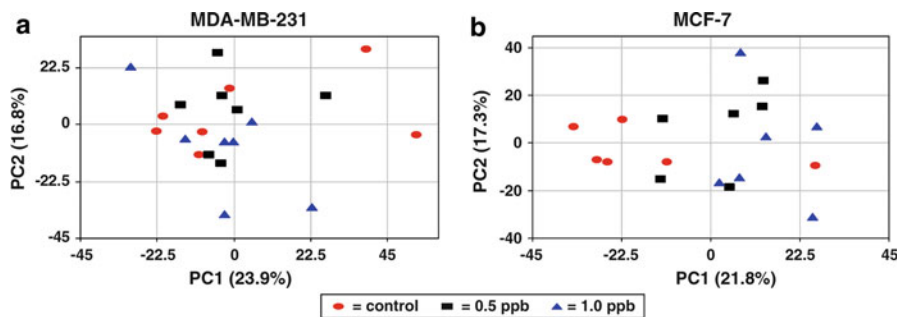 a
MDA-MB-231
22.5
0
-22.5
-45
PC2 (16.8%)
-45
-22.5
0
22.5
45
PC1 (23.9%)
b
MCF-7
40
20
0
-20
-40
PC2 (17.3%)
-45
-22.5
0
22.5
45
PC1 (21.8%)
= control
= 0.5 ppb
= 1.0 ppb